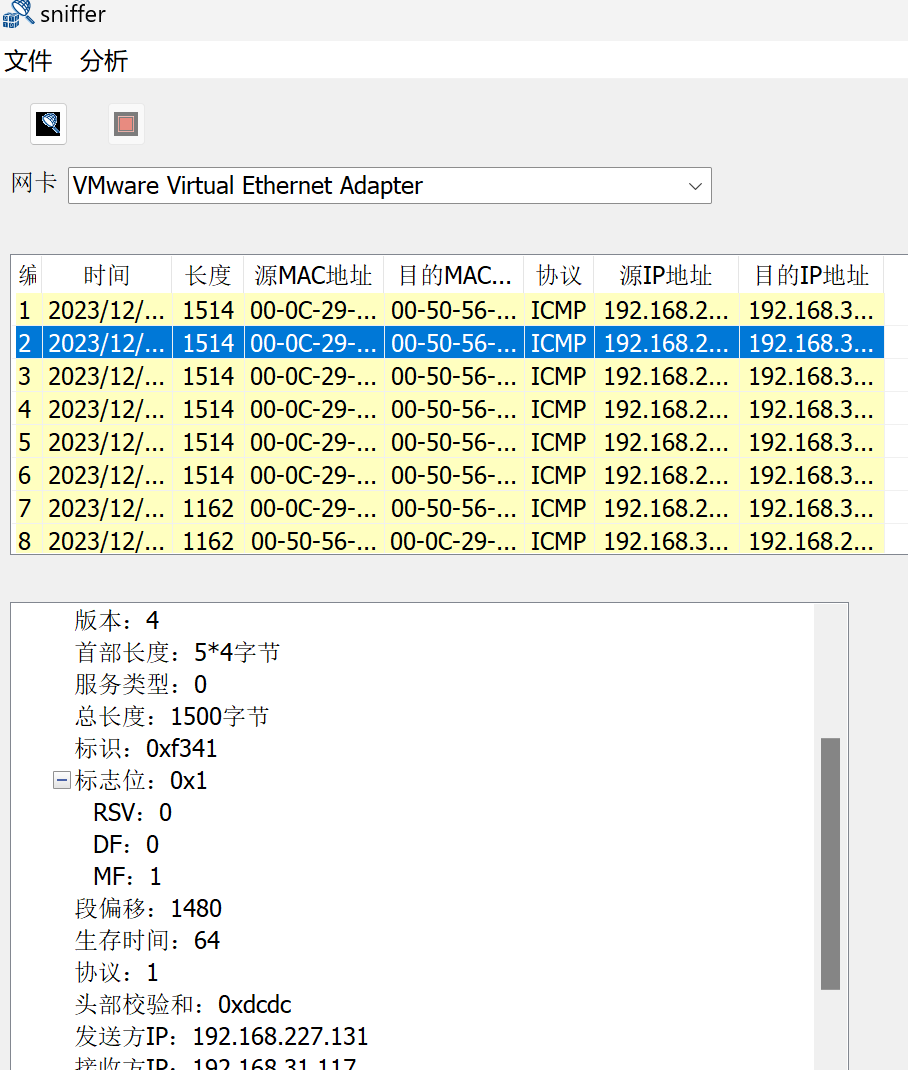 sniffer
文件 分析
网卡 VMware Virtual Ethernet Adapter
编 时间 长度 源MAC地址 目的MAC... 协议 源IP地址 目的IP地址
1 2023/12/... 1514 00-0C-29-... 00-50-56-... ICMP 192.168.2... 192.168.3...
2 2023/12/... 1514 00-0C-29-... 00-50-56-... ICMP 192.168.2... 192.168.3...
3 2023/12/... 1514 00-0C-29-... 00-50-56-... ICMP 192.168.2... 192.168.3...
4 2023/12/... 1514 00-0C-29-... 00-50-56-... ICMP 192.168.2... 192.168.3...
5 2023/12/... 1514 00-0C-29-... 00-50-56-... ICMP 192.168.2... 192.168.3...
6 2023/12/... 1514 00-0C-29-... 00-50-56-... ICMP 192.168.2... 192.168.3...
7 2023/12/... 1162 00-0C-29-... 00-50-56-... ICMP 192.168.2... 192.168.3...
8 2023/12/... 1162 00-50-56-... 00-0C-29-... ICMP 192.168.3... 192.168.2...
版本：4
首部长度：5*4字节
服务类型：0
总长度：1500字节
标识：0xf341
标志位：0x1
RSV：0
DF：0
MF：1
段偏移：1480
生存时间：64
协议：1
头部校验和：0xdcdc
发送方IP：192.168.227.131
接收方IP：192.168.31.117